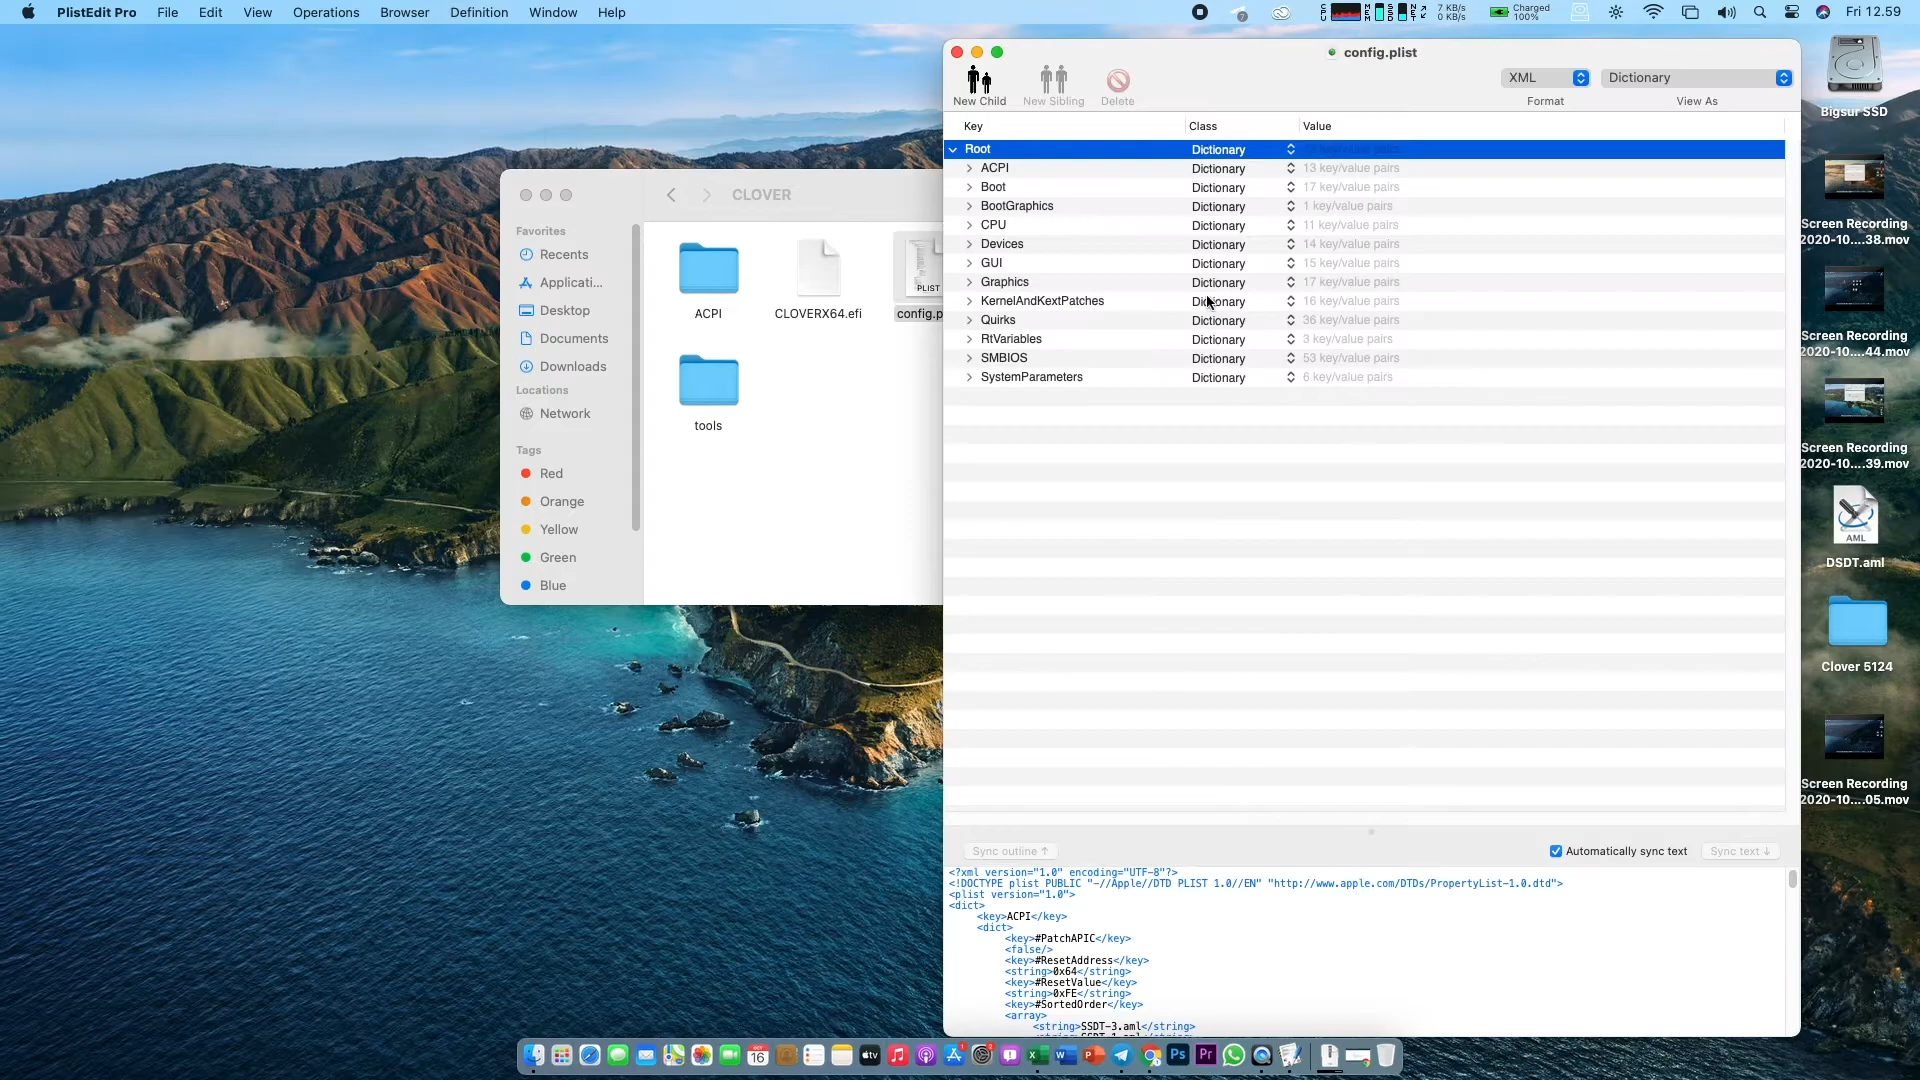 PlistEdit Pro File Edit View Operations Browser Definition Window Help
7 KB/s
0 KB/s
Charged
100%
Fri 12.59
config.plist
New Child New Sibling Delete
XML
Format
Dictionary
View As
Key Class Value
Root Dictionary
ACPI Dictionary 13 key/value pairs
Boot Dictionary 17 key/value pairs
BootGraphics Dictionary 1 key/value pairs
CPU Dictionary 11 key/value pairs
Devices Dictionary 14 key/value pairs
GUI Dictionary 15 key/value pairs
Graphics Dictionary 17 key/value pairs
KernelAndKextPatches Dictionary 16 key/value pairs
Quirks Dictionary 36 key/value pairs
RtVariables Dictionary 3 key/value pairs
SMBIOS Dictionary 53 key/value pairs
SystemParameters Dictionary 6 key/value pairs
Sync outline ↑
Automatically sync text
Sync text ↓
<?xml version="1.0" encoding="UTF-8"?>
<!DOCTYPE plist PUBLIC "-//Apple//DTD PLIST 1.0//EN" "http://www.apple.com/DTDs/PropertyList-1.0.dtd">
<plist version="1.0">
<dict>
<key>ACPI</key>
<dict>
<key>#PatchAPIC</key>
<false/>
<key>#ResetAddress</key>
<string>0x64</string>
<key>#ResetValue</key>
<string>0xFE</string>
<key>#SortedOrder</key>
<array>
<string>SSDT-3.aml</string>
CLOVER
Favorites
Recents
Applicati...
Desktop
Documents
Downloads
Locations
Network
Tags
Red
Orange
Yellow
Green
Blue
ACPI
CLOVERX64.efi
PLIST
config.p
tools
Bigsur SSD
Screen Recording
2020-10....38.mov
Screen Recording
2020-10....44.mov
Screen Recording
2020-10....39.mov
AML
DSDT.aml
Clover 5124
Screen Recording
2020-10....05.mov
OCT
16
tv
X
W
P
Ps
Pr